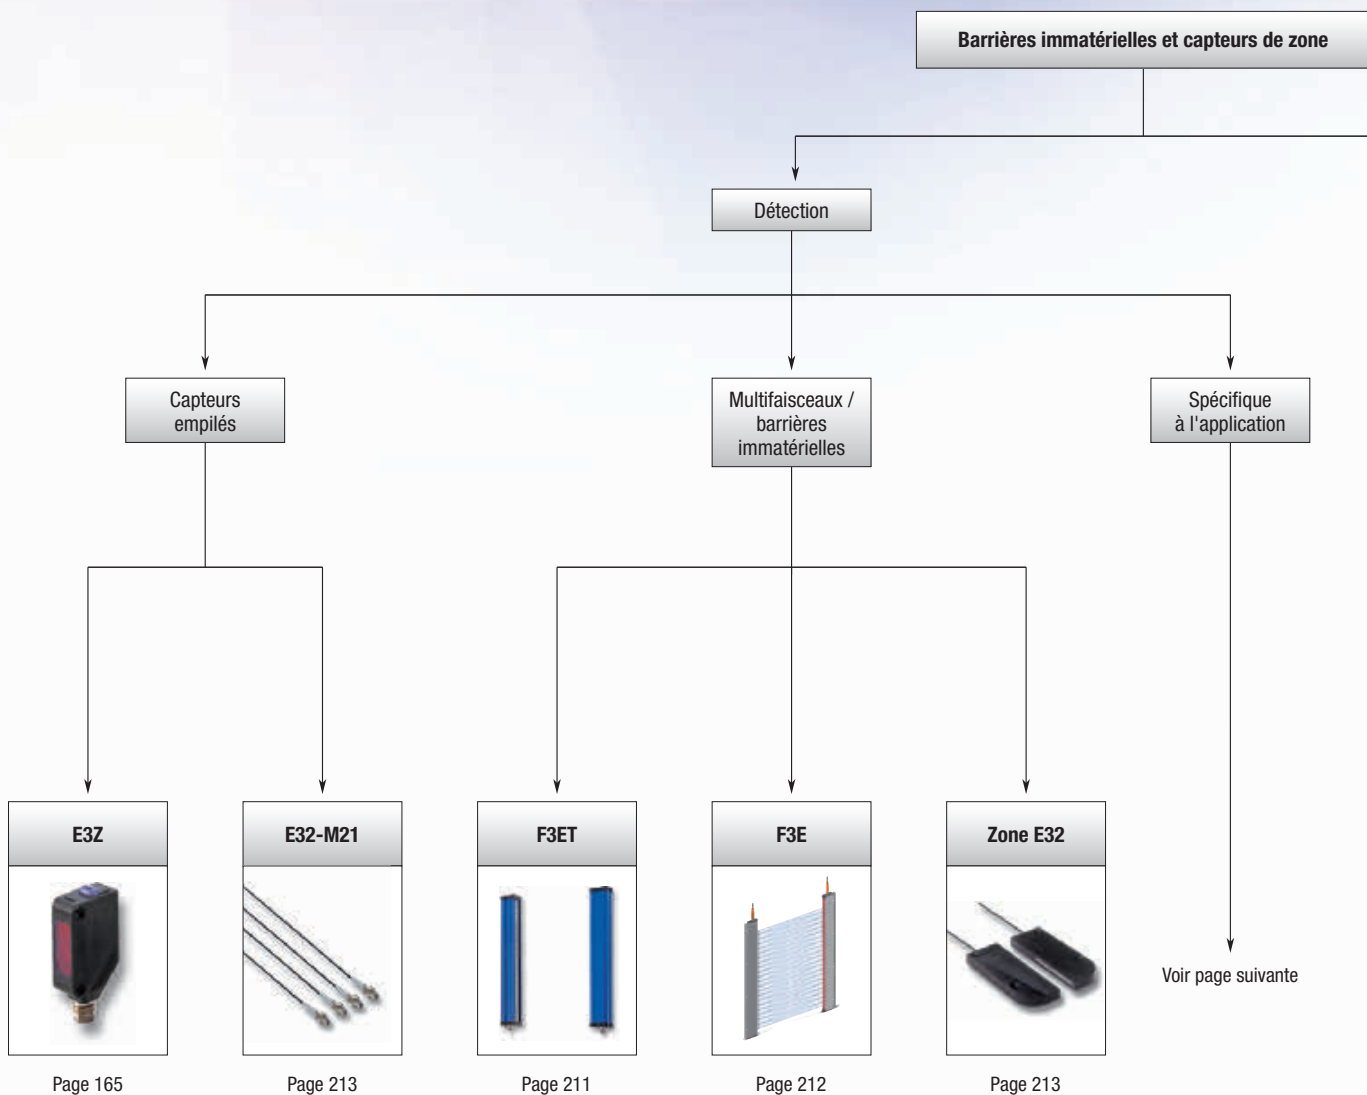 Barrières immatérielles et capteurs de zone
Détection
Capteurs
empilés
Multifaisceaux /
barrières
immatérielles
Spécifique
à l'application
E3Z
E32-M21
F3ET
F3E
Zone E32
Voir page suivante
Page 165
Page 213
Page 211
Page 212
Page 213